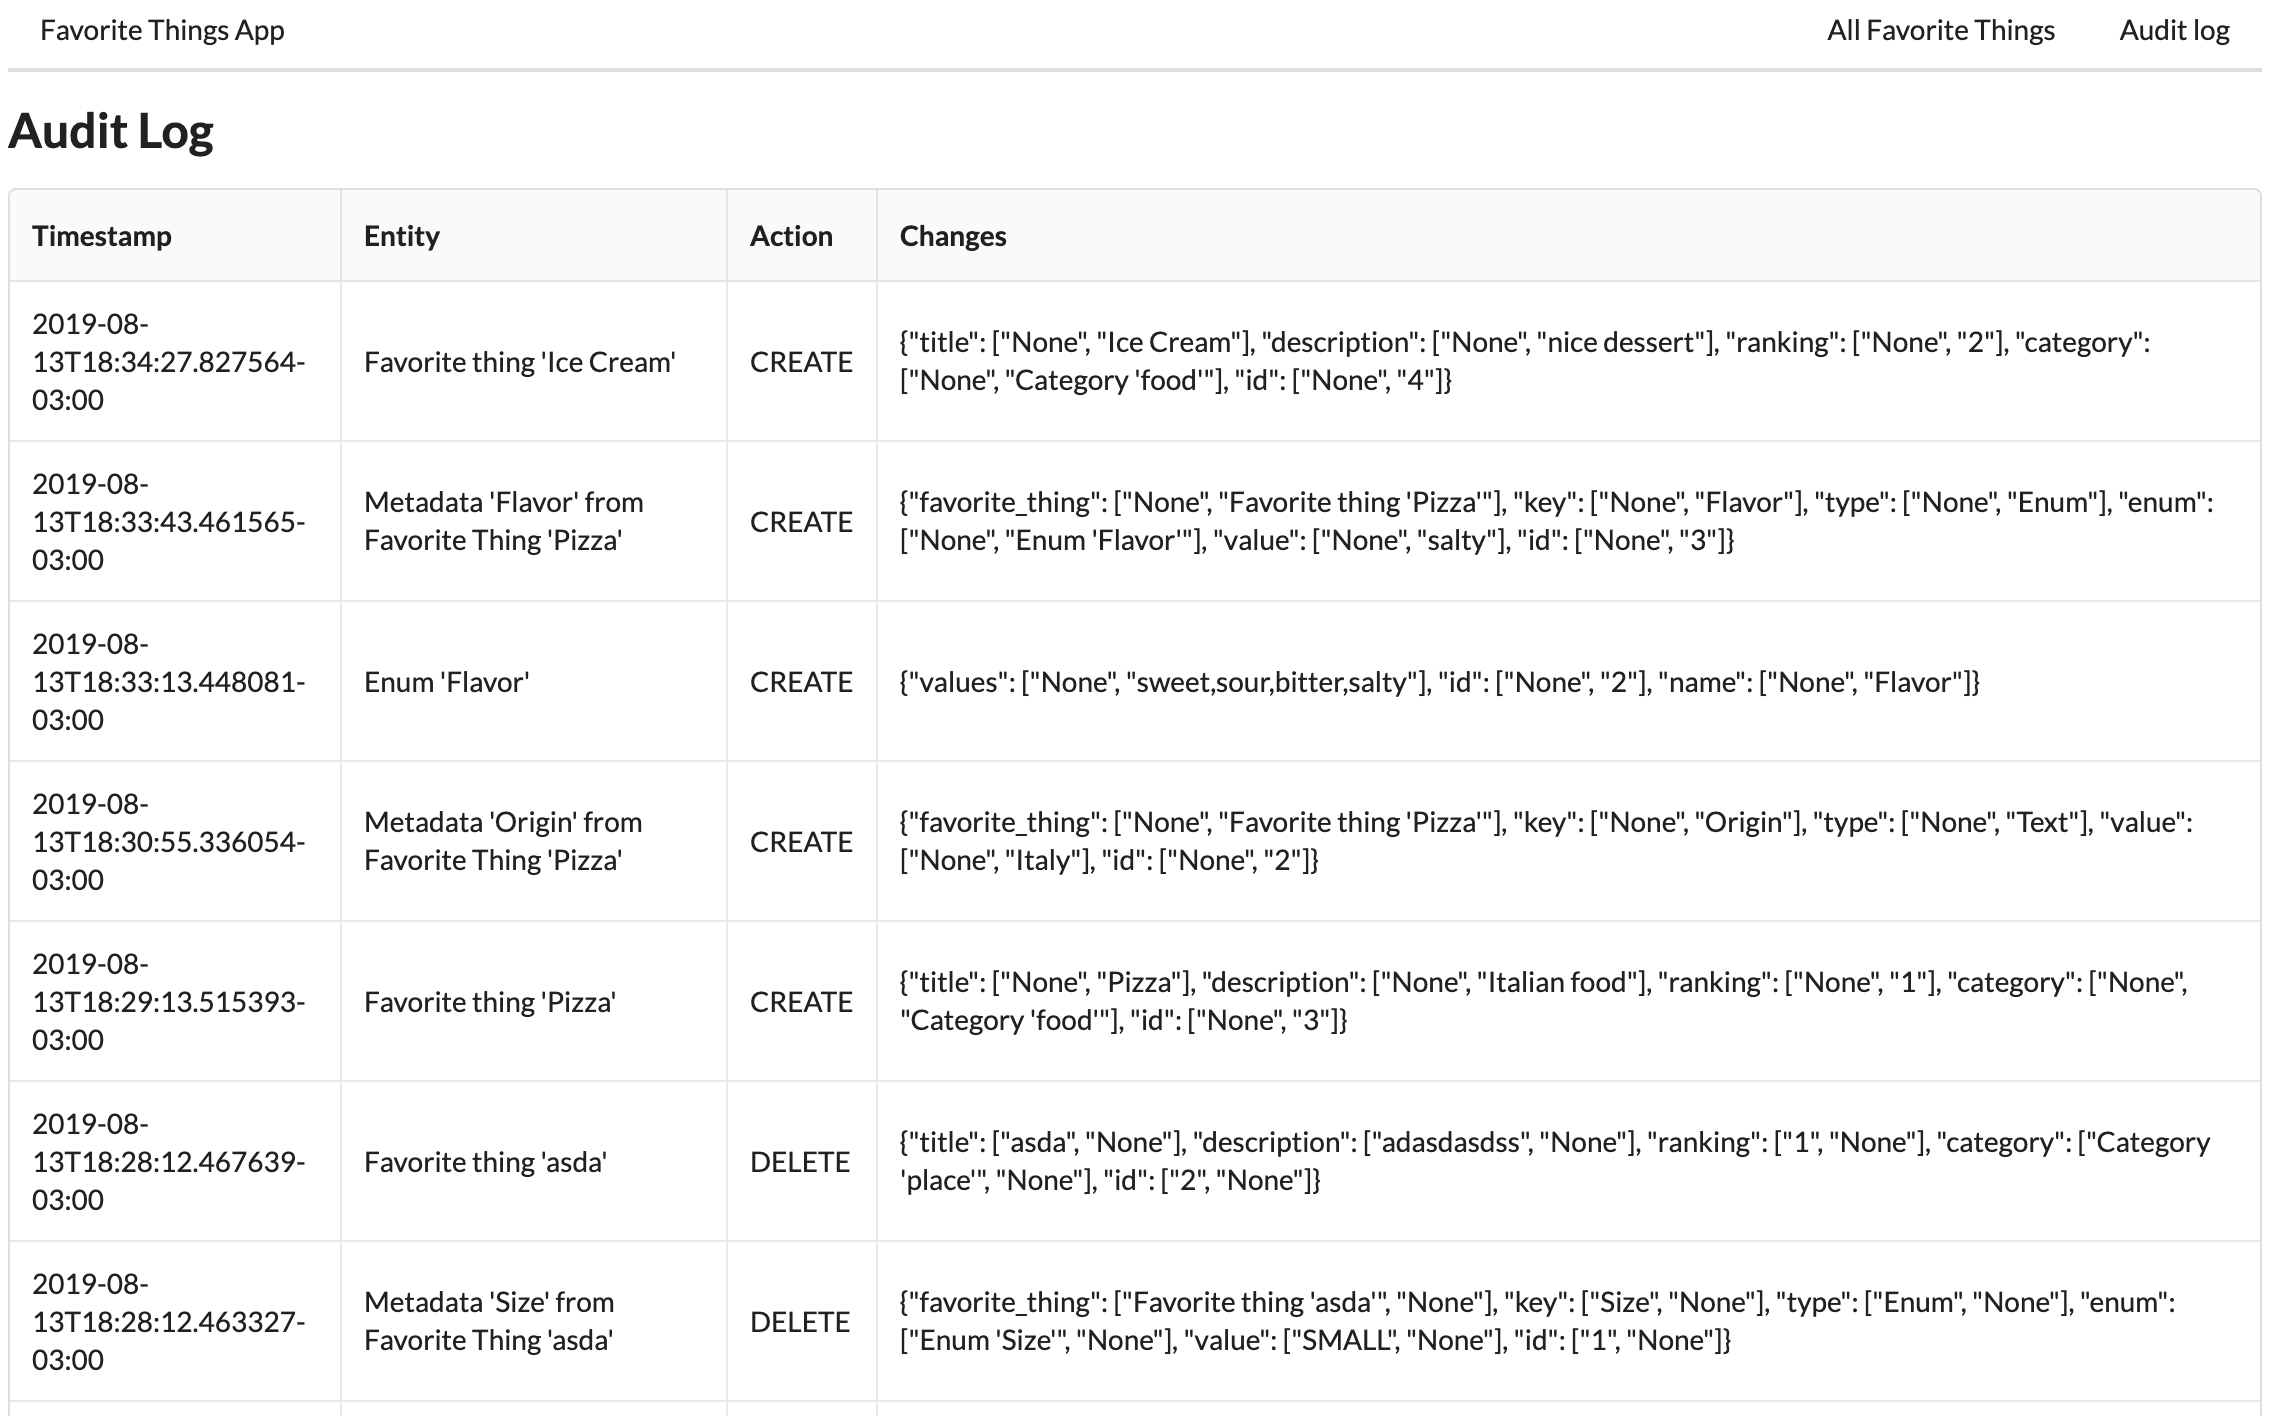 Favorite Things App All Favorite Things Audit log
Audit Log
Timestamp Entity Action Changes
2019-08-
13T18:34:27.827564-
03:00
Favorite thing 'Ice Cream'
CREATE
{"title": ["None", "Ice Cream"], "description": ["None", "nice dessert"], "ranking": ["None", "2"], "category":
["None", "Category 'food'"], "id": ["None", "4"]}
2019-08-
13T18:33:43.461565-
03:00
Metadata 'Flavor' from
Favorite Thing 'Pizza'
CREATE
{"favorite_thing": ["None", "Favorite thing 'Pizza'"], "key": ["None", "Flavor"], "type": ["None", "Enum"], "enum":
["None", "Enum 'Flavor'"], "value": ["None", "salty"], "id": ["None", "3"]}
2019-08-
13T18:33:13.448081-
03:00
Enum 'Flavor'
CREATE
{"values": ["None", "sweet,sour,bitter,salty"], "id": ["None", "2"], "name": ["None", "Flavor"]}
2019-08-
13T18:30:55.336054-
03:00
Metadata 'Origin' from
Favorite Thing 'Pizza'
CREATE
{"favorite_thing": ["None", "Favorite thing 'Pizza'"], "key": ["None", "Origin"], "type": ["None", "Text"], "value":
["None", "Italy"], "id": ["None", "2"]}
2019-08-
13T18:29:13.515393-
03:00
Favorite thing 'Pizza'
CREATE
{"title": ["None", "Pizza"], "description": ["None", "Italian food"], "ranking": ["None", "1"], "category": ["None",
"Category 'food'"], "id": ["None", "3"]}
2019-08-
13T18:28:12.467639-
03:00
Favorite thing 'asda'
DELETE
{"title": ["asda", "None"], "description": ["adasdasdss", "None"], "ranking": ["1", "None"], "category": ["Category
'place'", "None"], "id": ["2", "None"]}
2019-08-
13T18:28:12.463327-
03:00
Metadata 'Size' from
Favorite Thing 'asda'
DELETE
{"favorite_thing": ["Favorite thing 'asda'", "None"], "key": ["Size", "None"], "type": ["Enum", "None"], "enum":
["Enum 'Size'", "None"], "value": ["SMALL", "None"], "id": ["1", "None"]}